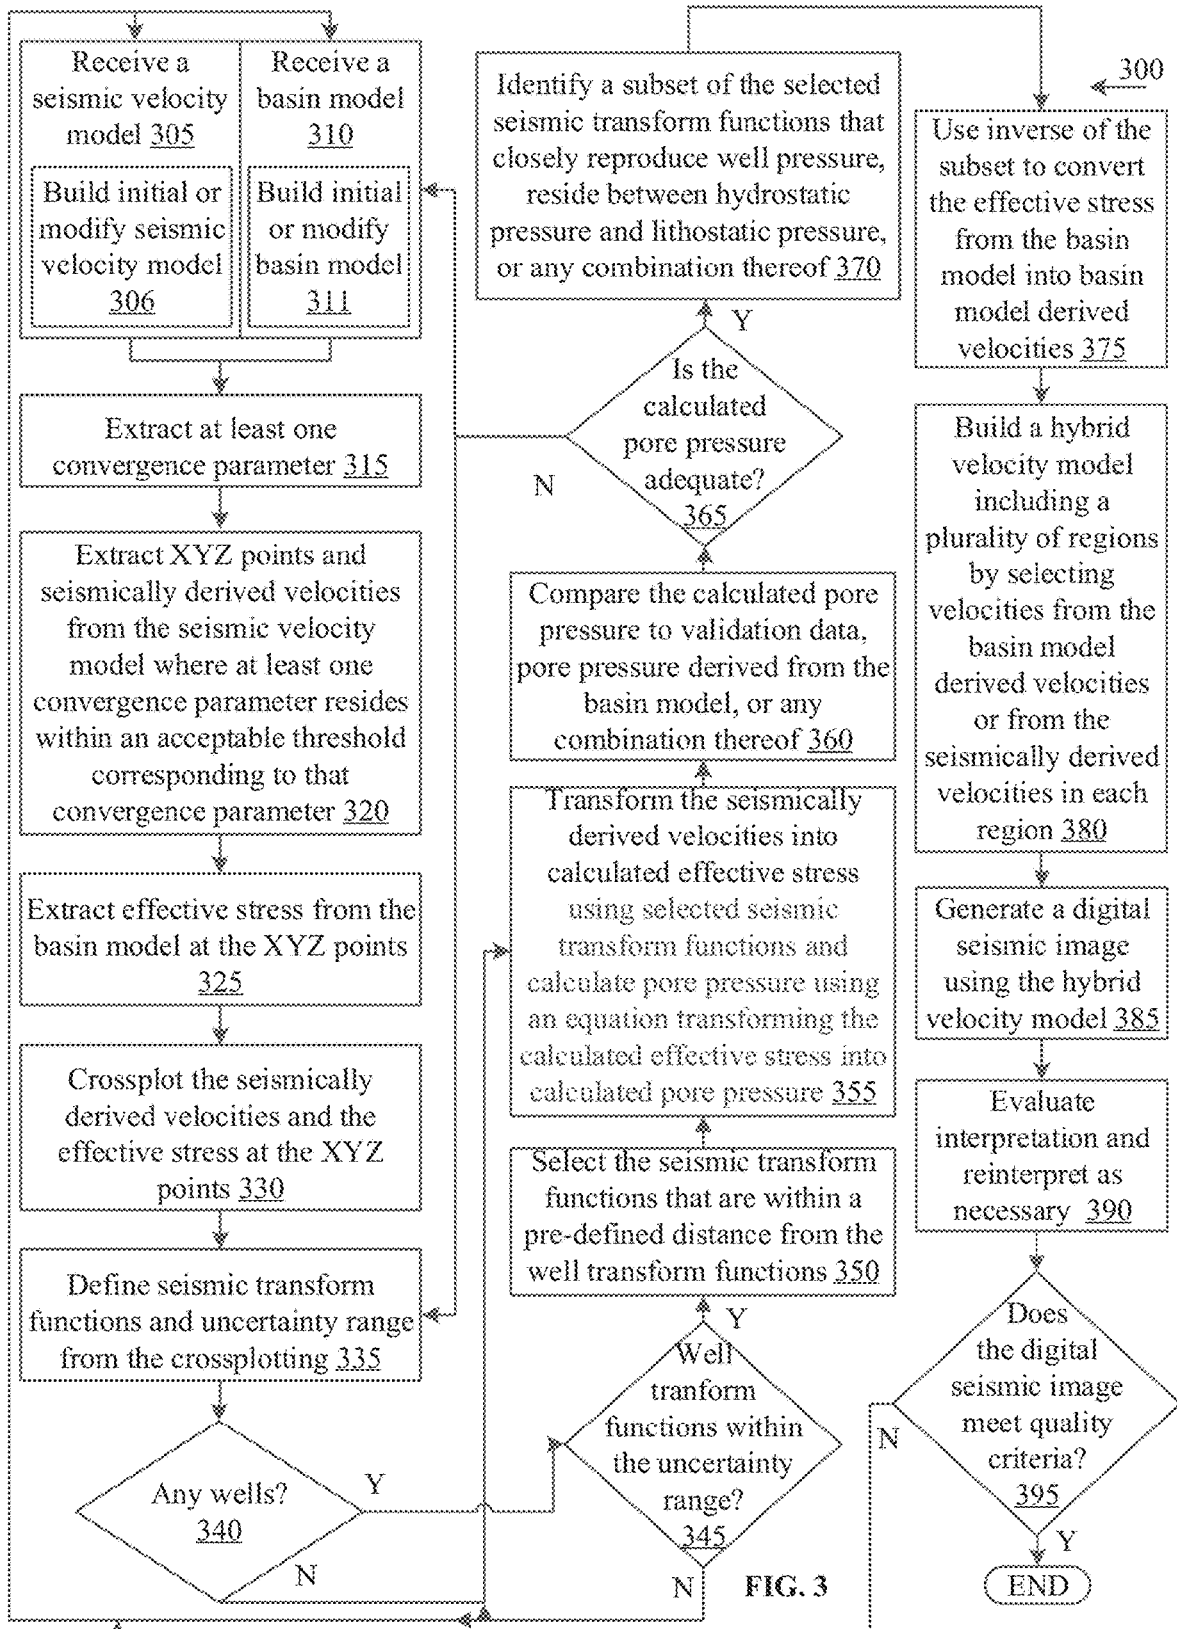 Receive a
seismic velocity
model 305
Build initial or
modify seismic
velocity model
306
Receive a
basin model
310
Build initial
or modify
basin model
311
Extract at least one
convergence parameter 315
Extract XYZ points and
seismically derived velocities
from the seismic velocity
model where at least one
convergence parameter resides
within an acceptable threshold
corresponding to that
convergence parameter 320
Extract effective stress from the
basin model at the XYZ points
325
Crossplot the seismically
derived velocities and the
effective stress at the XYZ
points 330
Define seismic transform
functions and uncertainty range
from the crossplotting 335
Any wells?
340
Y
N
Identify a subset of the selected
seismic transform functions that
closely reproduce well pressure,
reside between hydrostatic
pressure and lithostatic pressure,
or any combination thereof 370
Y
Is the
calculated
pore pressure
adequate?
365
N
Compare the calculated pore
pressure to validation data,
pore pressure derived from the
basin model, or any
combination thereof 360
Transform the seismically
derived velocities into
calculated effective stress
using selected seismic
transform functions and
calculate pore pressure using
an equation transforming the
calculated effective stress into
calculated pore pressure 355
Select the seismic transform
functions that are within a
pre-defined distance from the
well transform functions 350
Y
Well
tranform
functions within
the uncertainty
range?
345
N
300
Use inverse of the
subset to convert
the effective stress
from the basin
model into basin
model derived
velocities 375
Build a hybrid
velocity model
including a
plurality of regions
by selecting
velocities from the
basin model
derived velocities
or from the
seismically derived
velocities in each
region 380
Generate a digital
seismic image
using the hybrid
velocity model 385
Evaluate
interpretation and
reinterpret as
necessary 390
Does
the digital
seismic image
meet quality
criteria?
395
N
Y
END
FIG. 3